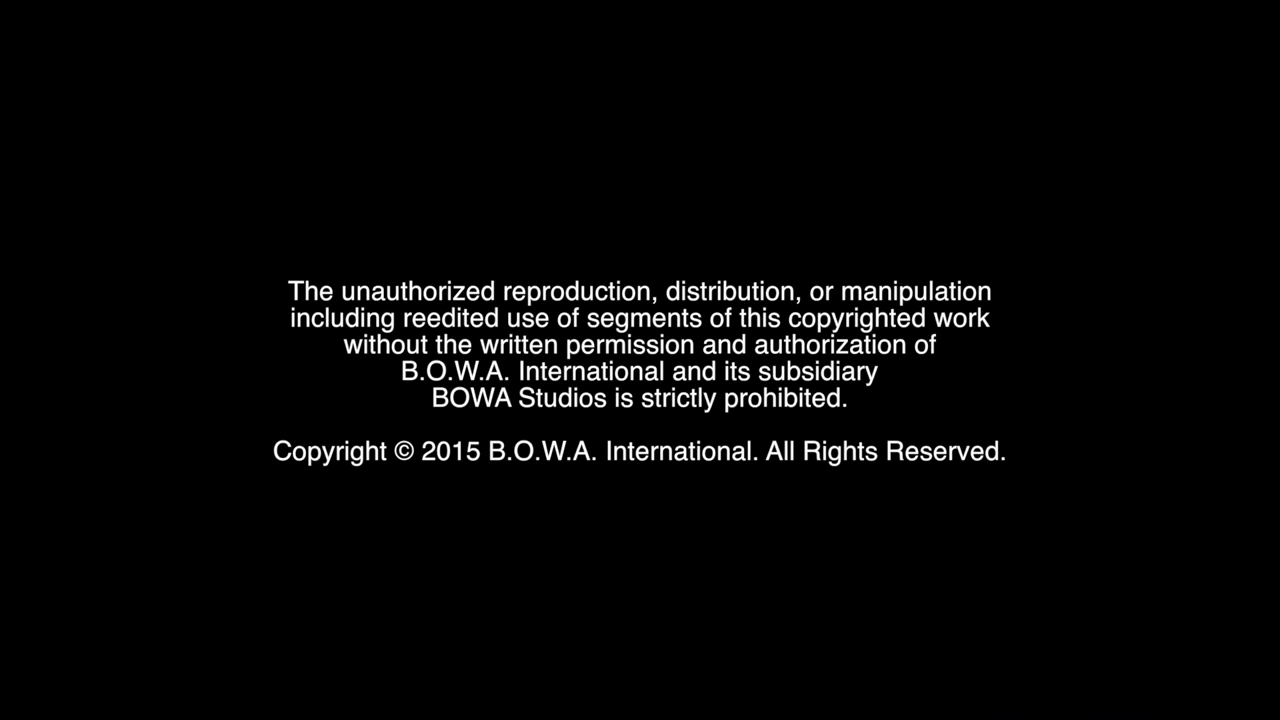 The unauthorized reproduction, distribution, or manipulation
including reedited use of segments of this copyrighted work
without the written permission and authorization of
B.O.W.A. International and its subsidiary
BOWA Studios is strictly prohibited.
Copyright © 2015 B.O.W.A. International. All Rights Reserved.